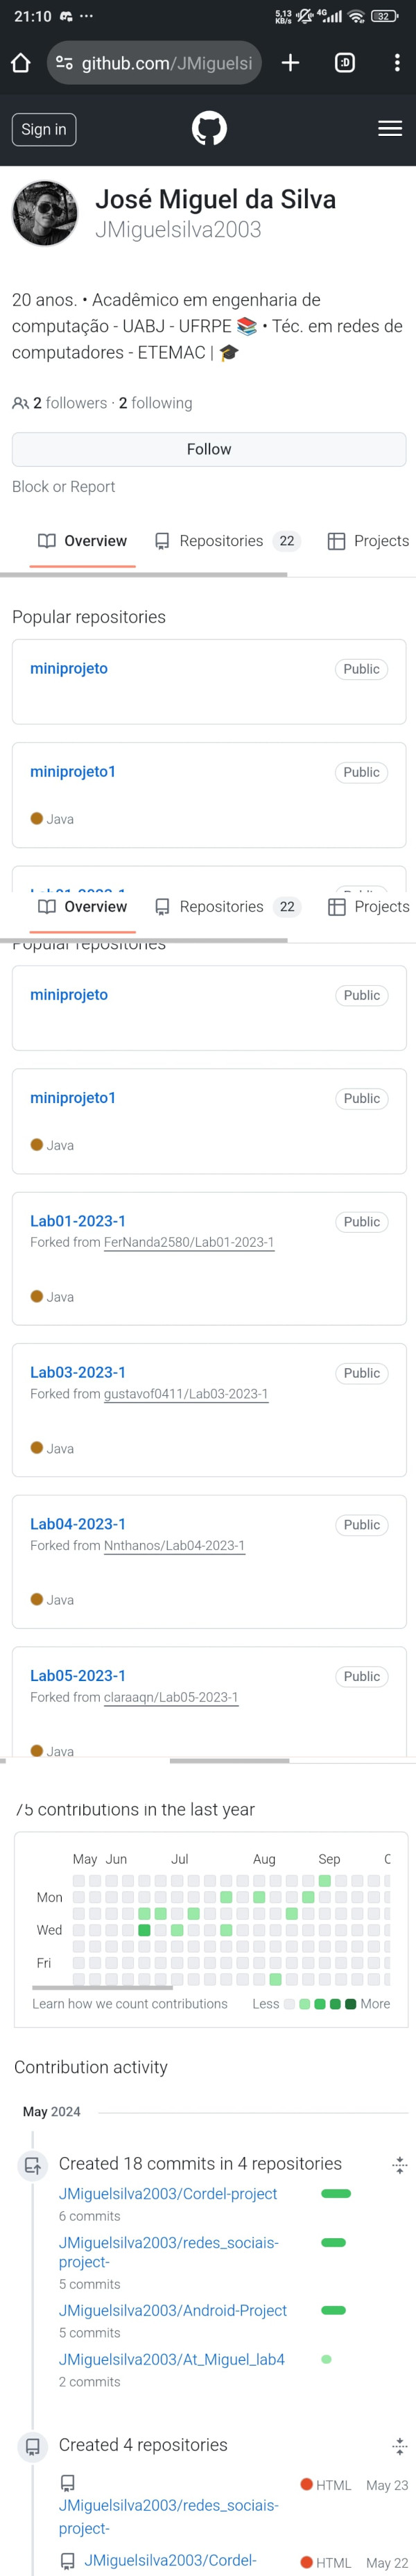 21:10
5,13 KB/s 4G 32
github.com/JMiguelsi
:D
Sign in
José Miguel da Silva
JMiguelsilva2003
20 anos. • Acadêmico em engenharia de
computação - UABJ - UFRPE 📚 • Téc. em redes de
computadores - ETEMAC | 🎓
2 followers · 2 following
Follow
Block or Report
Overview Repositories 22 Projects
Popular repositories
miniprojeto Public
miniprojeto1 Public
Java
Lab01-2023-1 Public
Overview Repositories 22 Projects
Popular repositories
miniprojeto Public
miniprojeto1 Public
Java
Lab01-2023-1 Public
Forked from FerNanda2580/Lab01-2023-1
Java
Lab03-2023-1 Public
Forked from gustavof0411/Lab03-2023-1
Java
Lab04-2023-1 Public
Forked from Nnthanos/Lab04-2023-1
Java
Lab05-2023-1 Public
Forked from claraaqn/Lab05-2023-1
Java
75 contributions in the last year
May Jun Jul Aug Sep
Mon
Wed
Fri
Learn how we count contributions Less More
Contribution activity
May 2024
Created 18 commits in 4 repositories
JMiguelsilva2003/Cordel-project
6 commits
JMiguelsilva2003/redes_sociais-
project-
5 commits
JMiguelsilva2003/Android-Project
5 commits
JMiguelsilva2003/At_Miguel_lab4
2 commits
Created 4 repositories
HTML May 23
JMiguelsilva2003/redes_sociais-
project-
JMiguelsilva2003/Cordel- HTML May 22